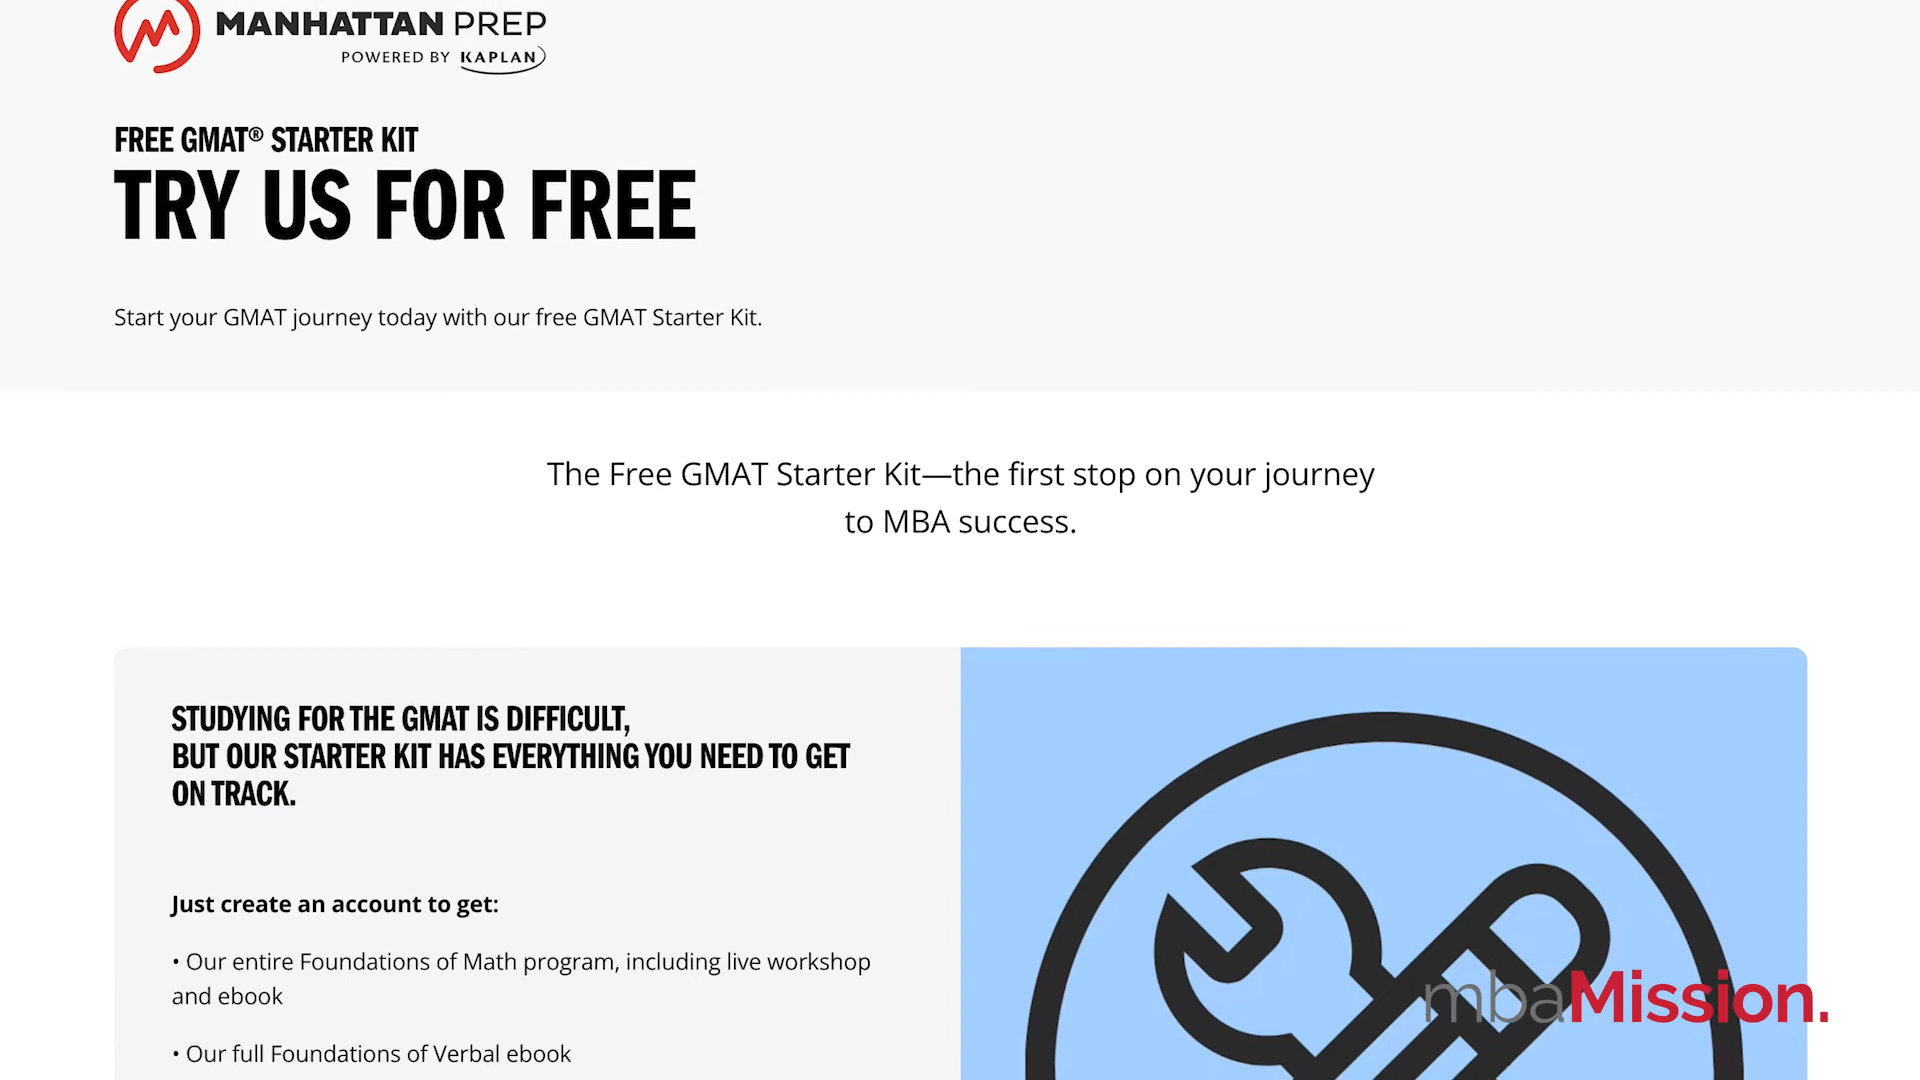 MANHATTAN PREP
POWERED BY KAPLAN
FREE GMAT® STARTER KIT
TRY US FOR FREE
Start your GMAT journey today with our free GMAT Starter Kit.
The Free GMAT Starter Kit—the first stop on your journey
to MBA success.
STUDYING FOR THE GMAT IS DIFFICULT,
BUT OUR STARTER KIT HAS EVERYTHING YOU NEED TO GET
ON TRACK.
Just create an account to get:
• Our entire Foundations of Math program, including live workshop
and ebook
• Our full Foundations of Verbal ebook
mbaMission.